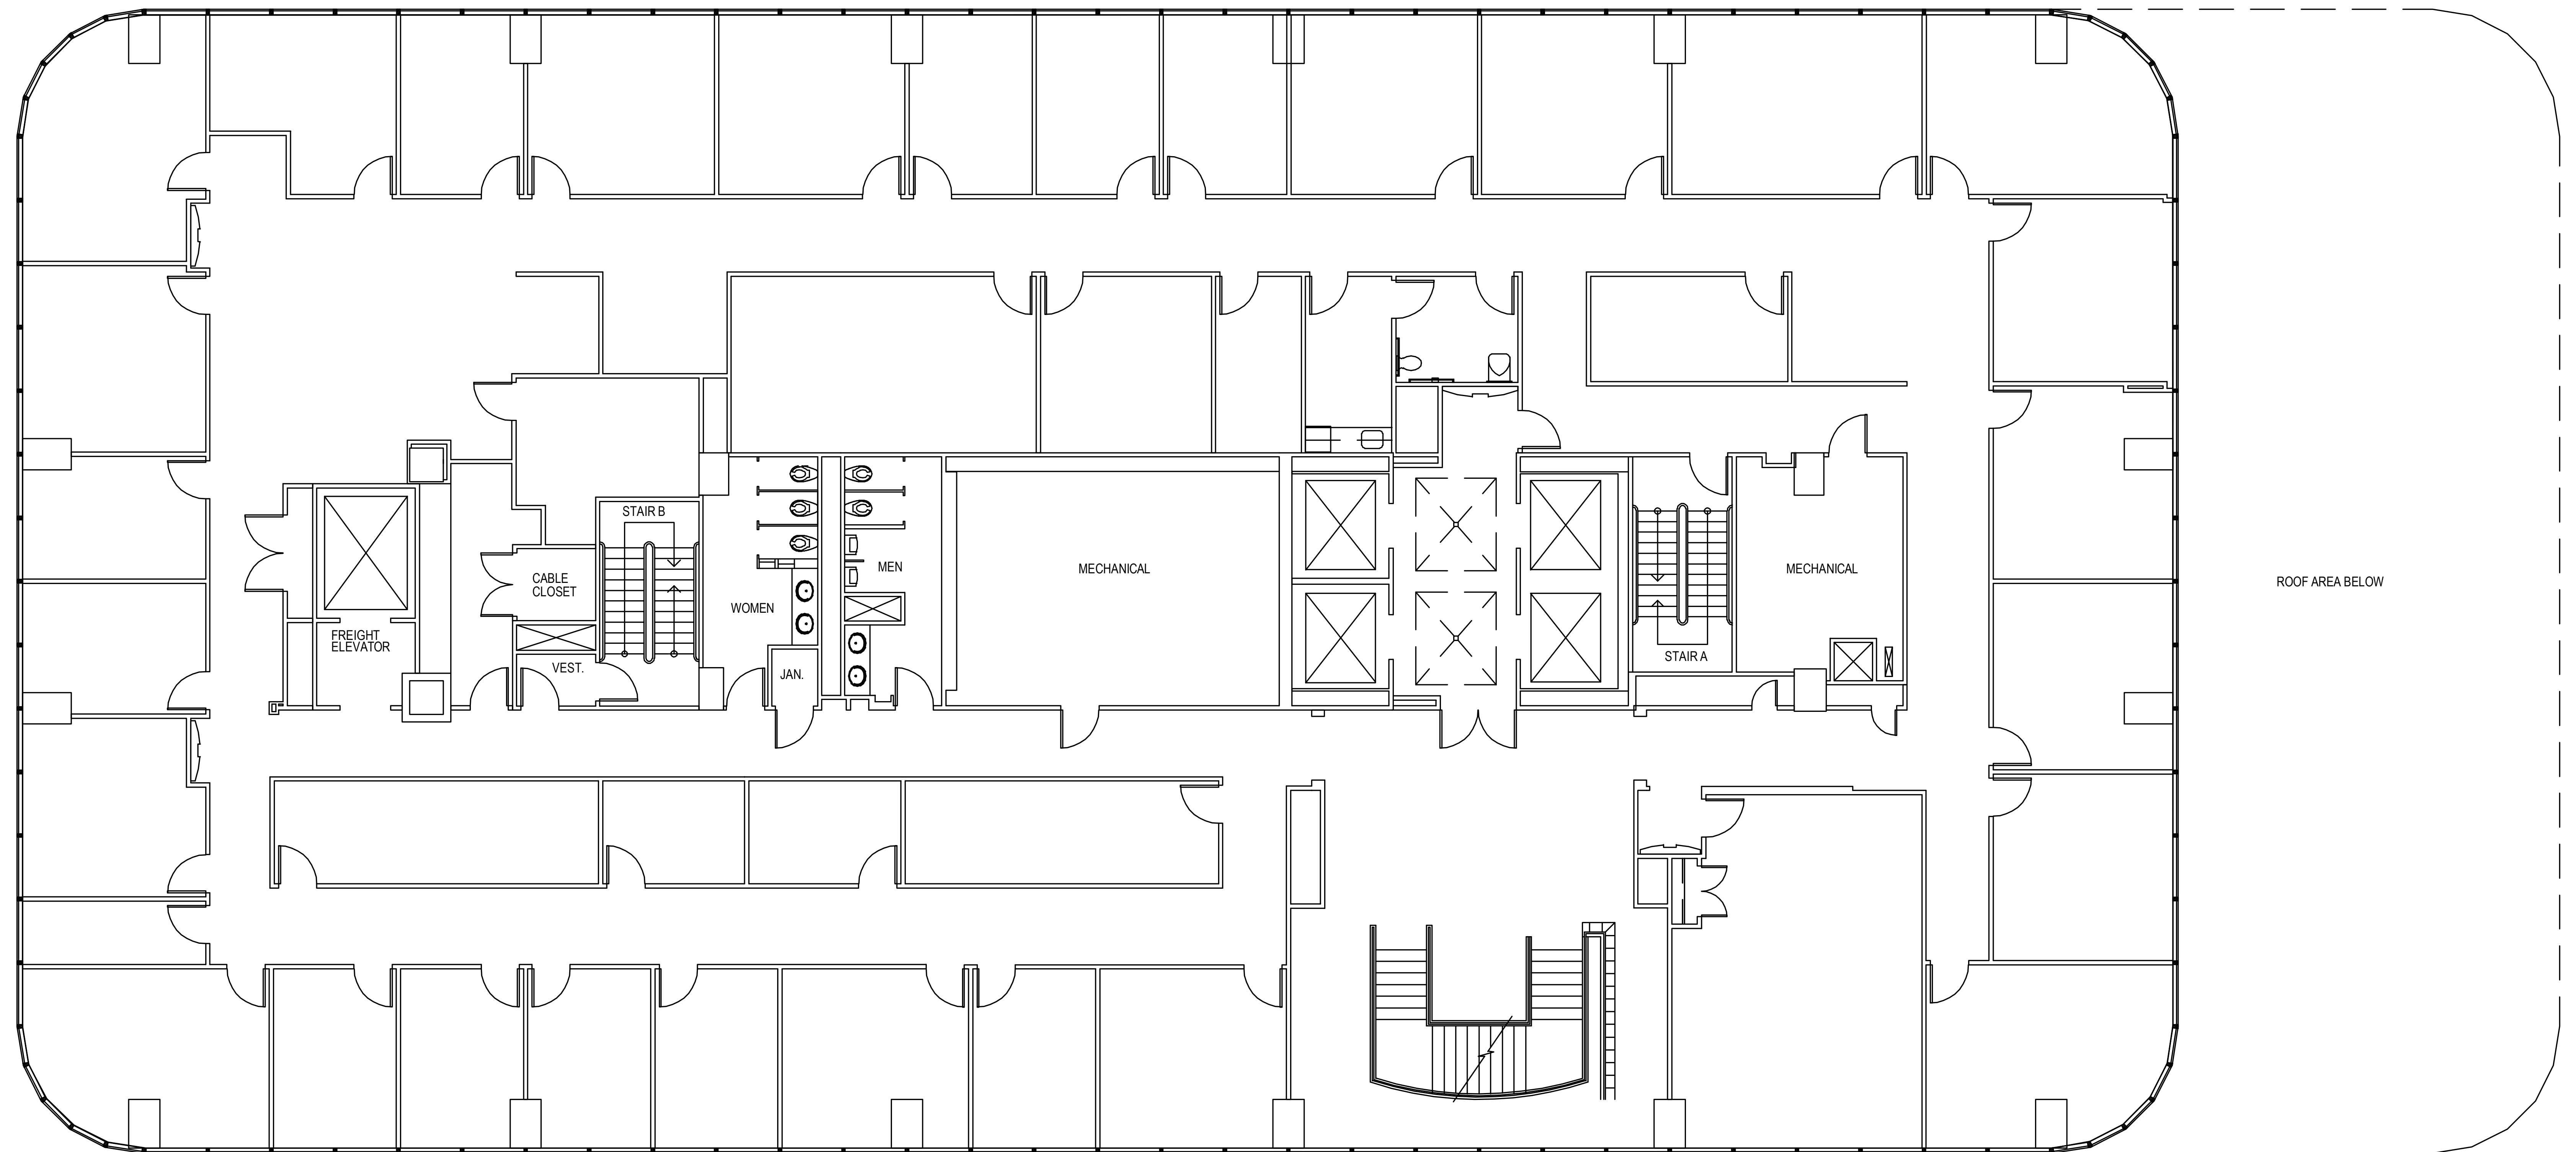 STAIR B
CABLE
CLOSET
FREIGHT
ELEVATOR
VEST.
WOMEN
JAN.
MEN
MECHANICAL
STAIR A
MECHANICAL
ROOF AREA BELOW